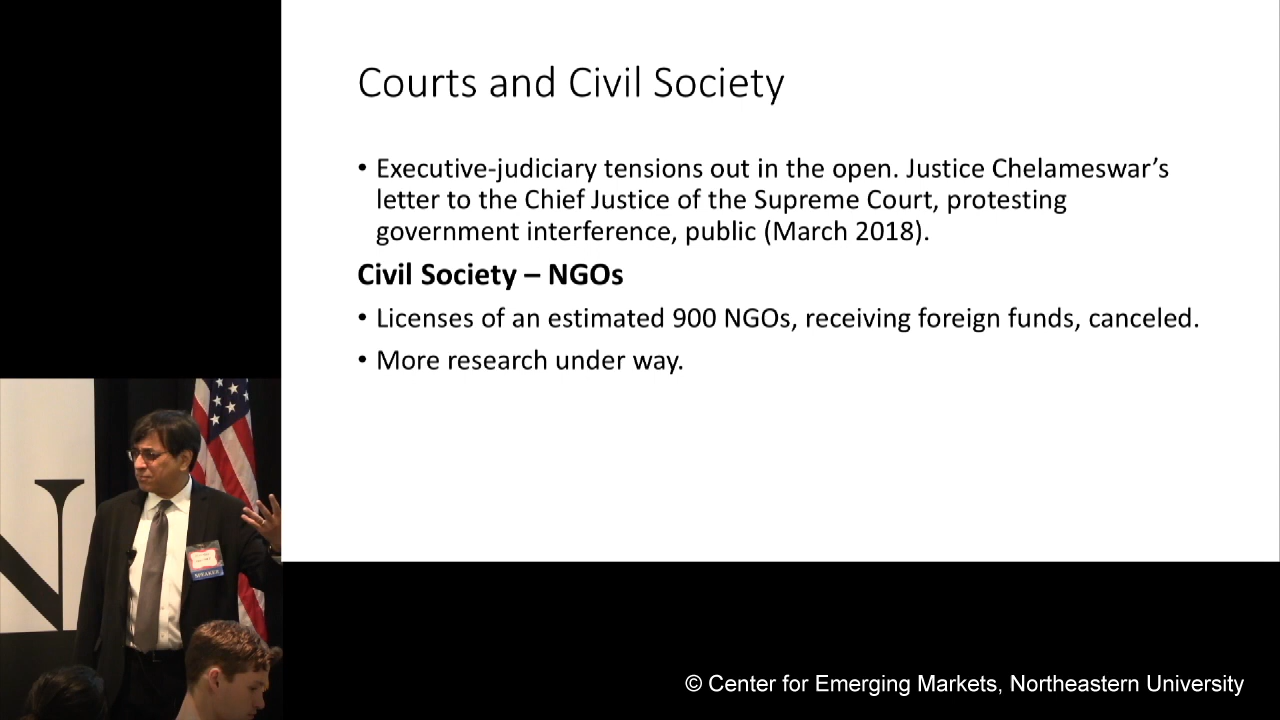 Courts and Civil Society
• Executive-judiciary tensions out in the open. Justice Chelameswar’s
letter to the Chief Justice of the Supreme Court, protesting
government interference, public (March 2018).
Civil Society – NGOs
• Licenses of an estimated 900 NGOs, receiving foreign funds, canceled.
• More research under way.
N
SPEAKER
© Center for Emerging Markets, Northeastern University